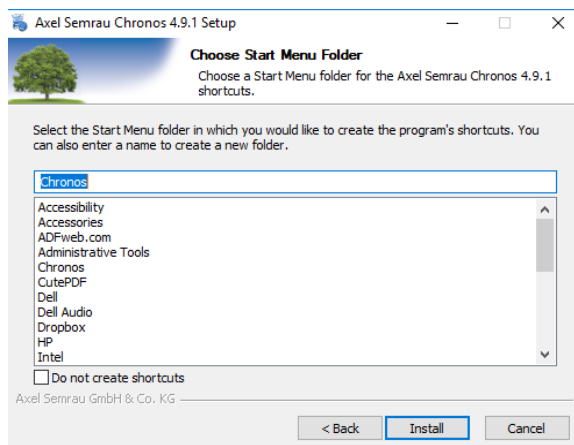 Axel Semrau Chronos 4.9.1 Setup
Choose Start Menu Folder
Choose a Start Menu folder for the Axel Semrau Chronos 4.9.1
shortcuts.
Select the Start Menu folder in which you would like to create the program's shortcuts. You
can also enter a name to create a new folder.
Chronos
Accessibility
Accessories
ADFweb.com
Administrative Tools
Chronos
CutePDF
Dell
Dell Audio
Dropbox
HP
Intel
Do not create shortcuts
Axel Semrau GmbH & Co. KG
< Back Install Cancel